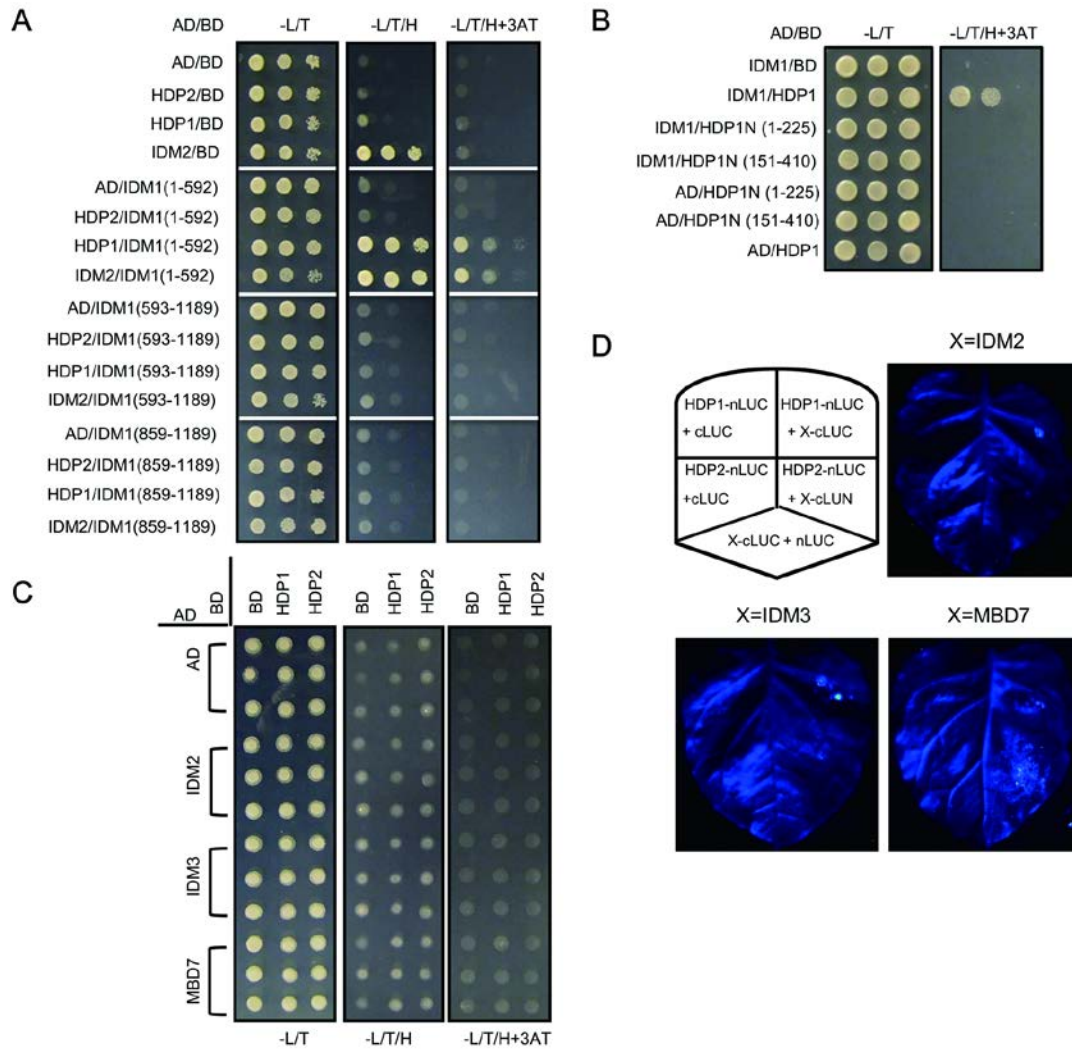 A
AD/BD
-L/T
-L/T/H
-L/T/H+3AT
AD/BD
HDP2/BD
HDP1/BD
IDM2/BD
AD/IDM1(1-592)
HDP2/IDM1(1-592)
HDP1/IDM1(1-592)
IDM2/IDM1(1-592)
AD/IDM1(593-1189)
HDP2/IDM1(593-1189)
HDP1/IDM1(593-1189)
IDM2/IDM1(593-1189)
AD/IDM1(859-1189)
HDP2/IDM1(859-1189)
HDP1/IDM1(859-1189)
IDM2/IDM1(859-1189)
B
AD/BD
-L/T
-L/T/H+3AT
IDM1/BD
IDM1/HDP1
IDM1/HDP1N (1-225)
IDM1/HDP1N (151-410)
AD/HDP1N (1-225)
AD/HDP1N (151-410)
AD/HDP1
C
BD
AD
BD
HDP1
HDP2
BD
HDP1
HDP2
BD
HDP1
HDP2
AD
IDM2
IDM3
MBD7
-L/T
-L/T/H
-L/T/H+3AT
D
X=IDM2
HDP1-nLUC
+ cLUC
HDP1-nLUC
+ X-cLUC
HDP2-nLUC
+cLUC
HDP2-nLUC
+ X-cLUN
X-cLUC + nLUC
X=IDM3
X=MBD7